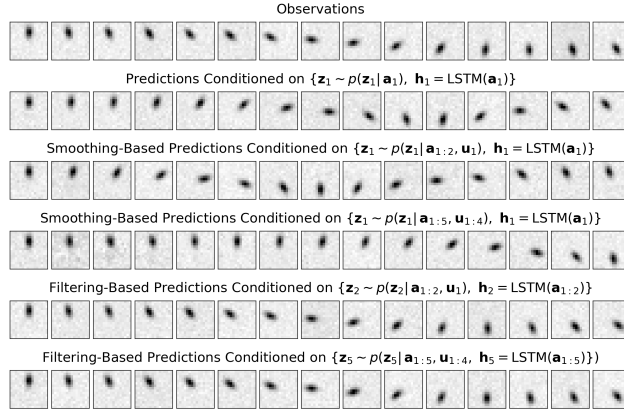 Observations
Predictions Conditioned on {z₁ ~ p(z₁| a₁), h₁ = LSTM(a₁)}
Smoothing-Based Predictions Conditioned on {z₁ ~ p(z₁| a₁:₂, u₁), h₁ = LSTM(a₁)}
Smoothing-Based Predictions Conditioned on {z₁ ~ p(z₁| a₁:₅, u₁:₄), h₁ = LSTM(a₁)}
Filtering-Based Predictions Conditioned on {z₂ ~ p(z₂| a₁:₂, u₁), h₂ = LSTM(a₁:₂)}
Filtering-Based Predictions Conditioned on {z₅ ~ p(z₅| a₁:₅, u₁:₄, h₅ = LSTM(a₁:₅)})